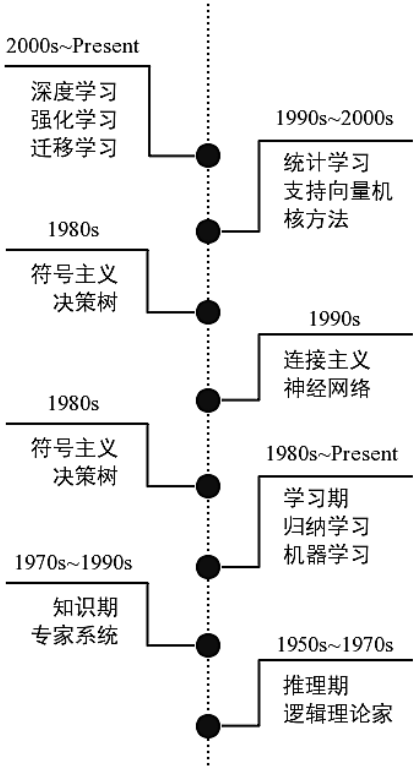 2000s~Present
深度学习
强化学习
迁移学习
1990s~2000s
统计学习
支持向量机
核方法
1980s
符号主义
决策树
1990s
连接主义
神经网络
1980s
符号主义
决策树
1980s~Present
学习期
归纳学习
机器学习
1970s~1990s
知识期
专家系统
1950s~1970s
推理期
逻辑理论家